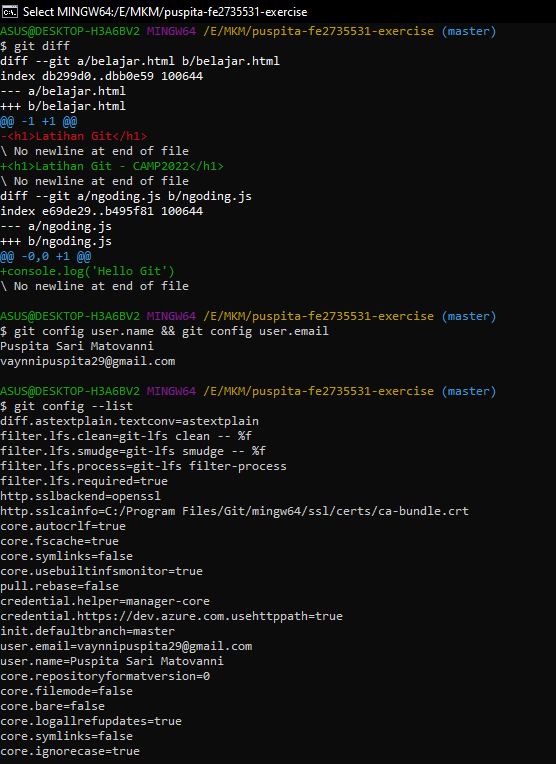 Select MINGW64:/E/MKM/puspita-fe2735531-exercise
ASUS@DESKTOP-H3A6BV2 MINGW64 /E/MKM/puspita-fe2735531-exercise (master)
$ git diff
diff --git a/belajar.html b/belajar.html
index db299d0..dbb0e59 100644
--- a/belajar.html
+++ b/belajar.html
@@ -1 +1 @@
-<h1>Latihan Git</h1>
\ No newline at end of file
+<h1>Latihan Git - CAMP2022</h1>
\ No newline at end of file
diff --git a/ngoding.js b/ngoding.js
index e69de29..b495f81 100644
--- a/ngoding.js
+++ b/ngoding.js
@@ -0,0 +1 @@
+console.log('Hello Git')
\ No newline at end of file
ASUS@DESKTOP-H3A6BV2 MINGW64 /E/MKM/puspita-fe2735531-exercise (master)
$ git config user.name && git config user.email
Puspita Sari Matovanni
vaynnipuspita29@gmail.com
ASUS@DESKTOP-H3A6BV2 MINGW64 /E/MKM/puspita-fe2735531-exercise (master)
$ git config --list
diff.astextplain.textconv=astextplain
filter.lfs.clean=git-lfs clean -- %f
filter.lfs.smudge=git-lfs smudge -- %f
filter.lfs.process=git-lfs filter-process
filter.lfs.required=true
http.sslbackend=openssl
http.sslcainfo=C:/Program Files/Git/mingw64/ssl/certs/ca-bundle.crt
core.autocrlf=true
core.fscache=true
core.symlinks=false
core.usebuiltinfsmonitor=true
pull.rebase=false
credential.helper=manager-core
credential.https://dev.azure.com.usehttppath=true
init.defaultbranch=master
user.email=vaynnipuspita29@gmail.com
user.name=Puspita Sari Matovanni
core.repositoryformatversion=0
core.filemode=false
core.bare=false
core.logallrefupdates=true
core.symlinks=false
core.ignorecase=true